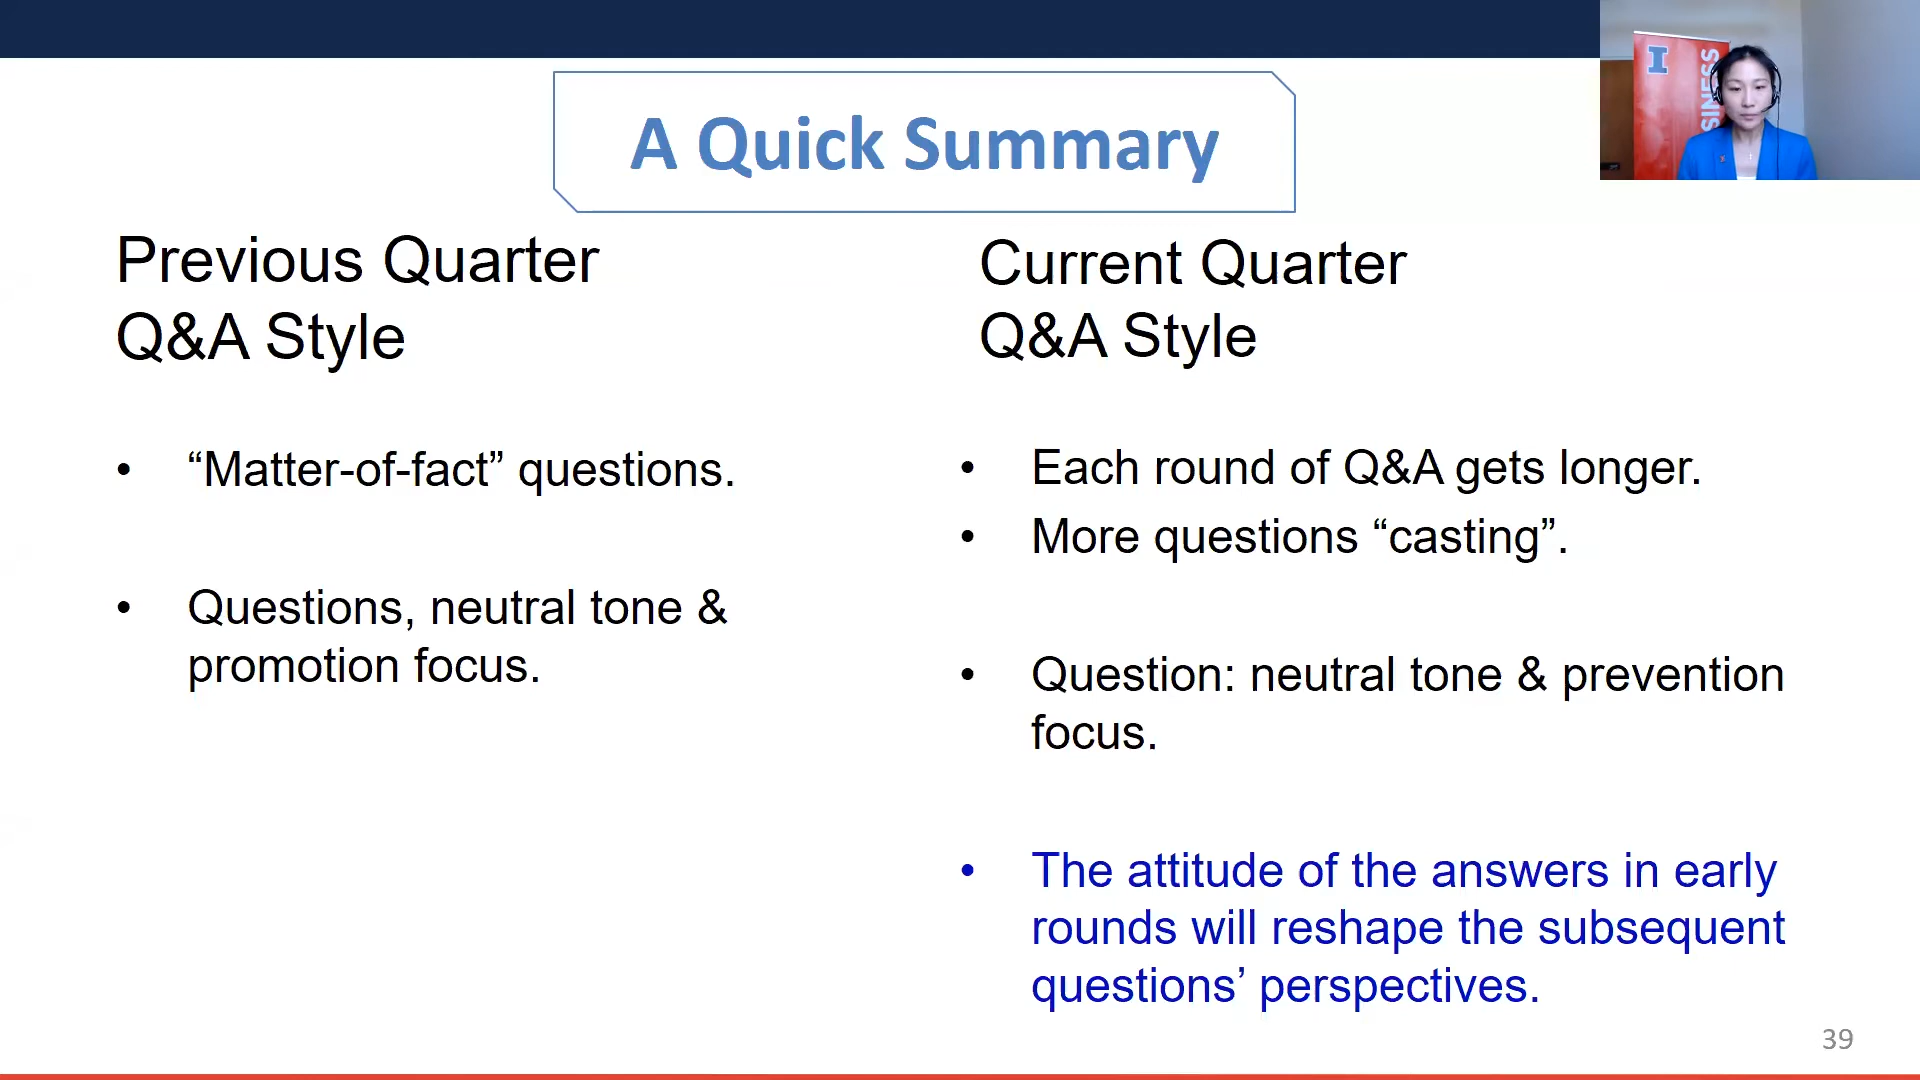 A Quick Summary
Previous Quarter
Q&A Style
• “Matter-of-fact” questions.
• Questions, neutral tone &
promotion focus.
Current Quarter
Q&A Style
• Each round of Q&A gets longer.
• More questions “casting”.
• Question: neutral tone & prevention
focus.
• The attitude of the answers in early
rounds will reshape the subsequent
questions’ perspectives.
39
I
SINESS